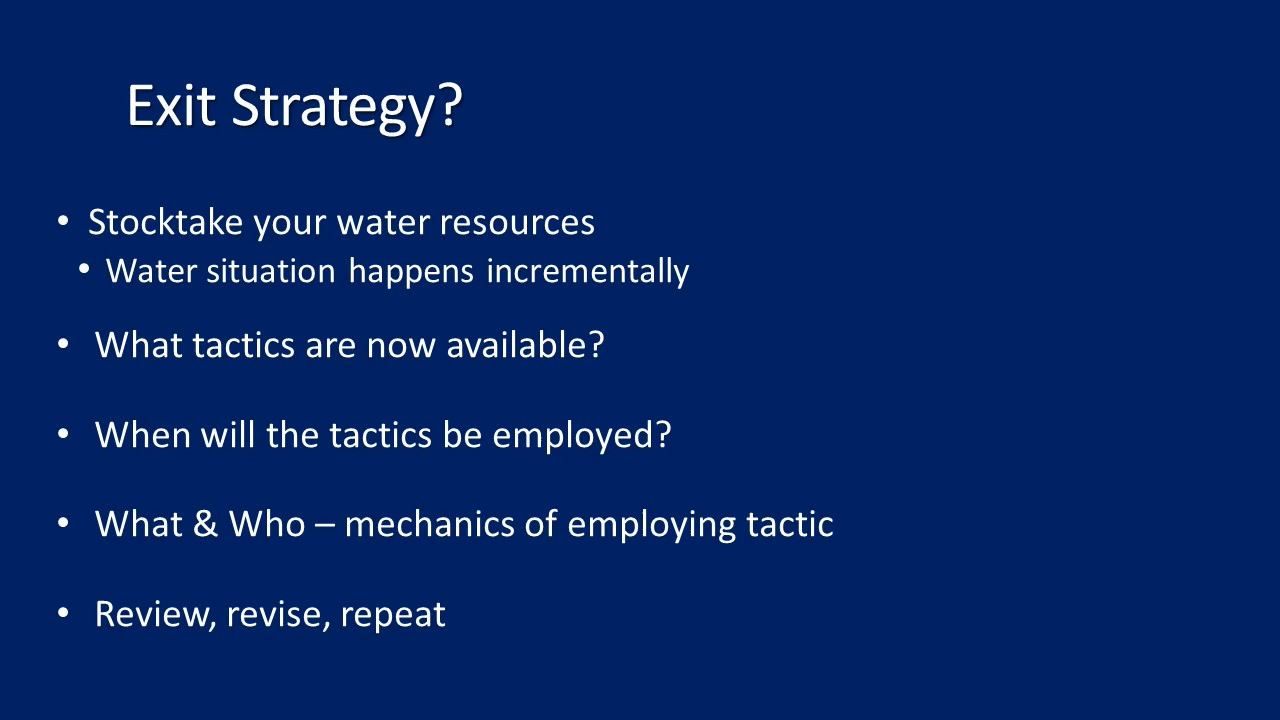 Exit Strategy?
• Stocktake your water resources
• Water situation happens incrementally
• What tactics are now available?
• When will the tactics be employed?
• What & Who – mechanics of employing tactic
• Review, revise, repeat